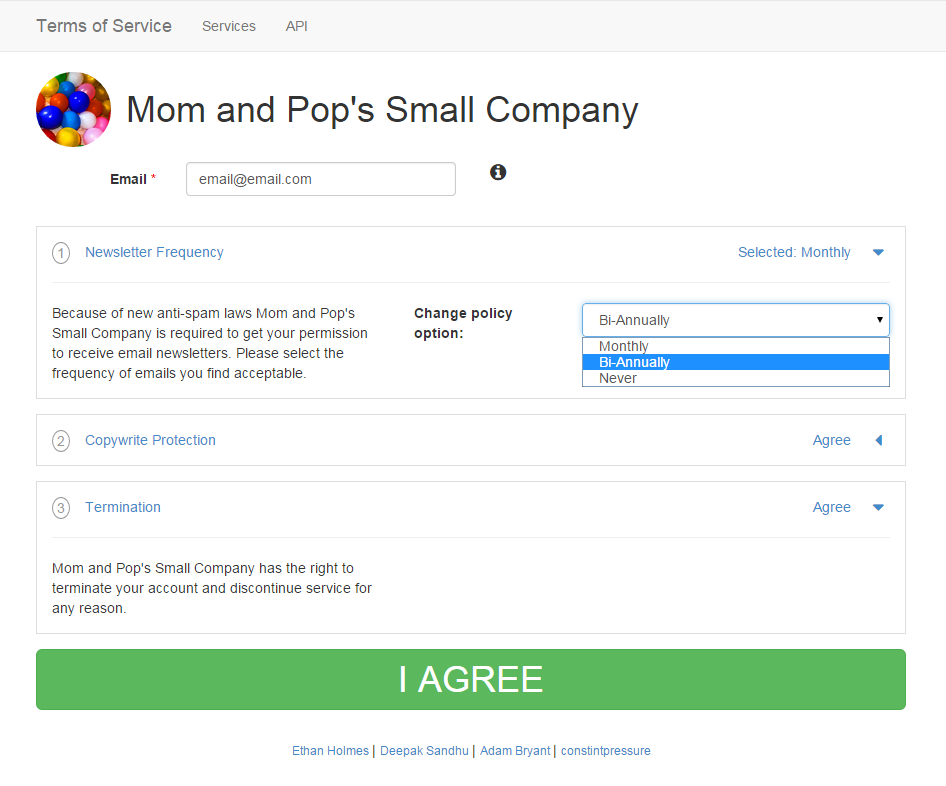 Terms of Service Services API
Mom and Pop's Small Company
Email * email@email.com
1 Newsletter Frequency Selected: Monthly
Because of new anti-spam laws Mom and Pop's
Small Company is required to get your permission
to receive email newsletters. Please select the
frequency of emails you find acceptable.
Change policy
option:
Bi-Annually
Monthly
Bi-Annually
Never
2 Copywrite Protection Agree
3 Termination Agree
Mom and Pop's Small Company has the right to
terminate your account and discontinue service for
any reason.
I AGREE
Ethan Holmes | Deepak Sandhu | Adam Bryant | constintpressure